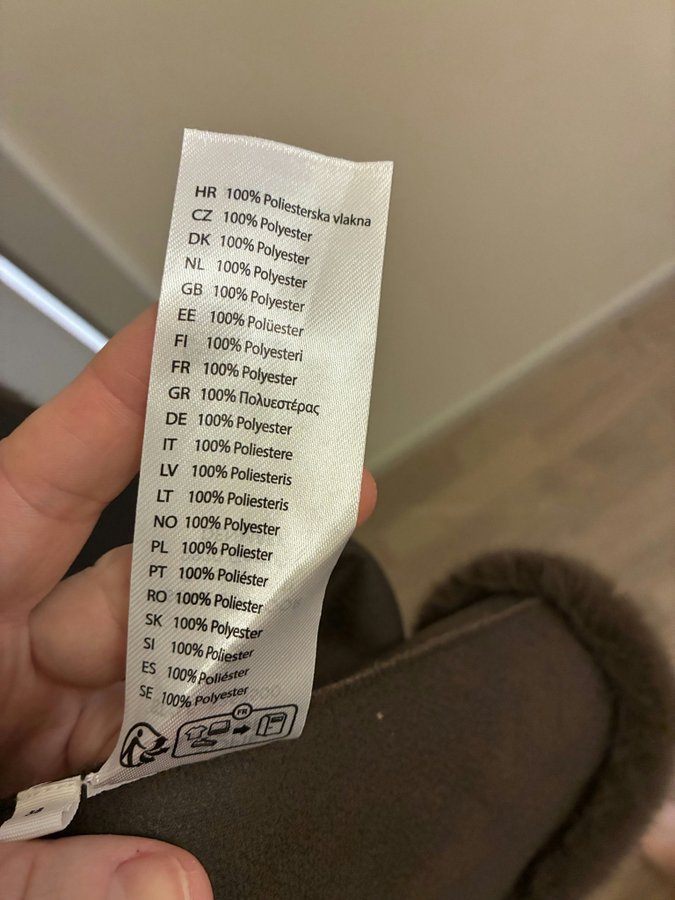 HR 100% Poliesterska vlakna
CZ 100% Polyester
DK 100% Polyester
NL 100% Polyester
GB 100% Polyester
EE 100% Polüester
FI 100% Polyesteri
FR 100% Polyester
GR 100% Πολυεστέρας
DE 100% Polyester
IT 100% Poliestere
LV 100% Poliesteris
LT 100% Poliesteris
NO 100% Polyester
PL 100% Poliester
PT 100% Poliéster
RO 100% Poliester
SK 100% Polyester
SI 100% Poliester
ES 100% Poliéster
SE 100% Polyester
FR